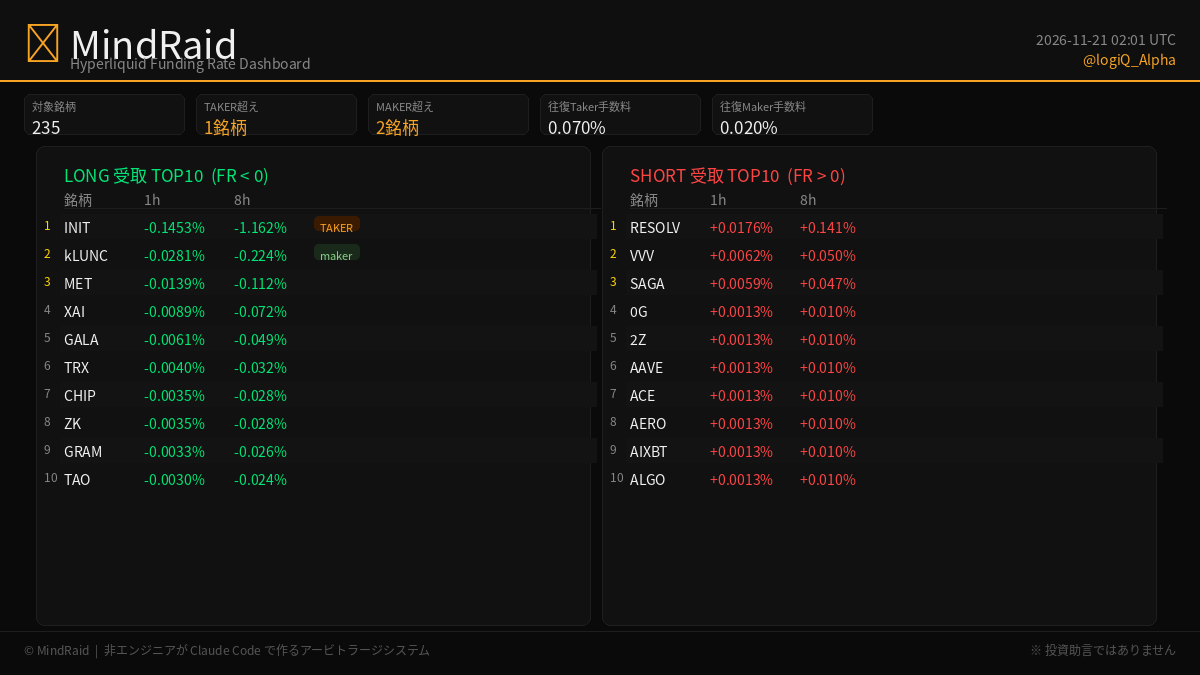 MindRaid
Hyperliquid Funding Rate Dashboard
2026-11-21 02:01 UTC
@logiQ_Alpha
対象銘柄
235
TAKER超え
1銘柄
MAKER超え
2銘柄
往復Taker手数料
0.070%
往復Maker手数料
0.020%
LONG 受取 TOP10 (FR < 0)
銘柄 1h 8h
1 INIT -0.1453% -1.162% TAKER
2 kLUNC -0.0281% -0.224% maker
3 MET -0.0139% -0.112%
4 XAI -0.0089% -0.072%
5 GALA -0.0061% -0.049%
6 TRX -0.0040% -0.032%
7 CHIP -0.0035% -0.028%
8 ZK -0.0035% -0.028%
9 GRAM -0.0033% -0.026%
10 TAO -0.0030% -0.024%
SHORT 受取 TOP10 (FR > 0)
銘柄 1h 8h
1 RESOLV +0.0176% +0.141%
2 VVV +0.0062% +0.050%
3 SAGA +0.0059% +0.047%
4 0G +0.0013% +0.010%
5 2Z +0.0013% +0.010%
6 AAVE +0.0013% +0.010%
7 ACE +0.0013% +0.010%
8 AERO +0.0013% +0.010%
9 AIXBT +0.0013% +0.010%
10 ALGO +0.0013% +0.010%
© MindRaid | 非エンジニアが Claude Code で作るアービトラージシステム
※ 投資助言ではありません